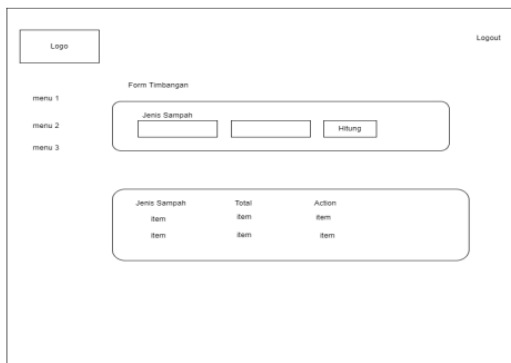 Logo
Logout
menu 1
menu 2
menu 3
Form Timbangan
Jenis Sampah
Hitung
Jenis Sampah Total Action
item item item
item item item